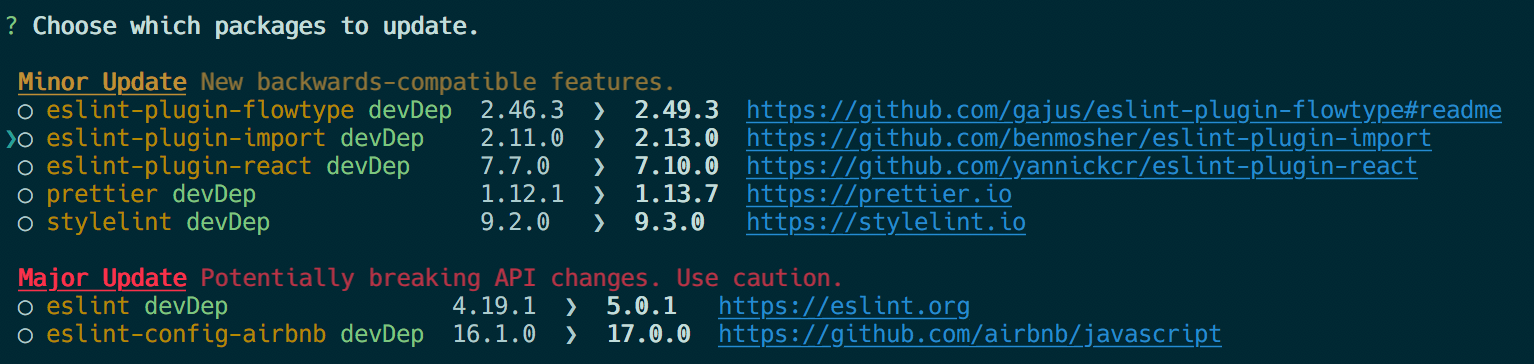 ? Choose which packages to update.
Minor Update New backwards-compatible features.
○ eslint-plugin-flowtype devDep 2.46.3 ❯ 2.49.3 https://github.com/gajus/eslint-plugin-flowtype#readme
❯○ eslint-plugin-import devDep 2.11.0 ❯ 2.13.0 https://github.com/benmosher/eslint-plugin-import
○ eslint-plugin-react devDep 7.7.0 ❯ 7.10.0 https://github.com/yannickcr/eslint-plugin-react
○ prettier devDep 1.12.1 ❯ 1.13.7 https://prettier.io
○ stylelint devDep 9.2.0 ❯ 9.3.0 https://stylelint.io
Major Update Potentially breaking API changes. Use caution.
○ eslint devDep 4.19.1 ❯ 5.0.1 https://eslint.org
○ eslint-config-airbnb devDep 16.1.0 ❯ 17.0.0 https://github.com/airbnb/javascript